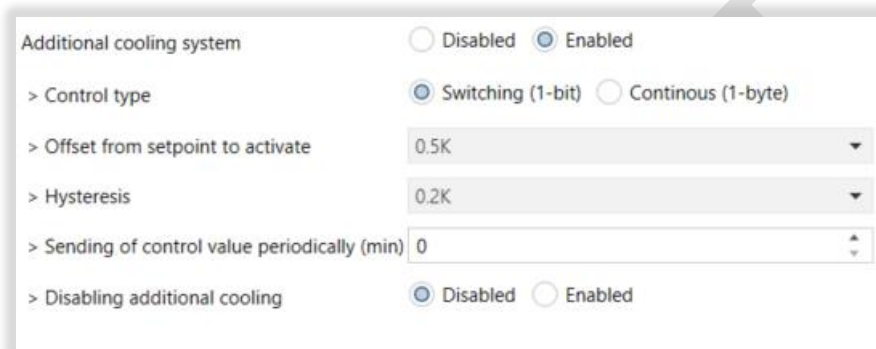 Additional cooling system Disabled Enabled
> Control type Switching (1-bit) Continous (1-byte)
> Offset from setpoint to activate 0.5K
> Hysteresis 0.2K
> Sending of control value periodically (min) 0
> Disabling additional cooling Disabled Enabled